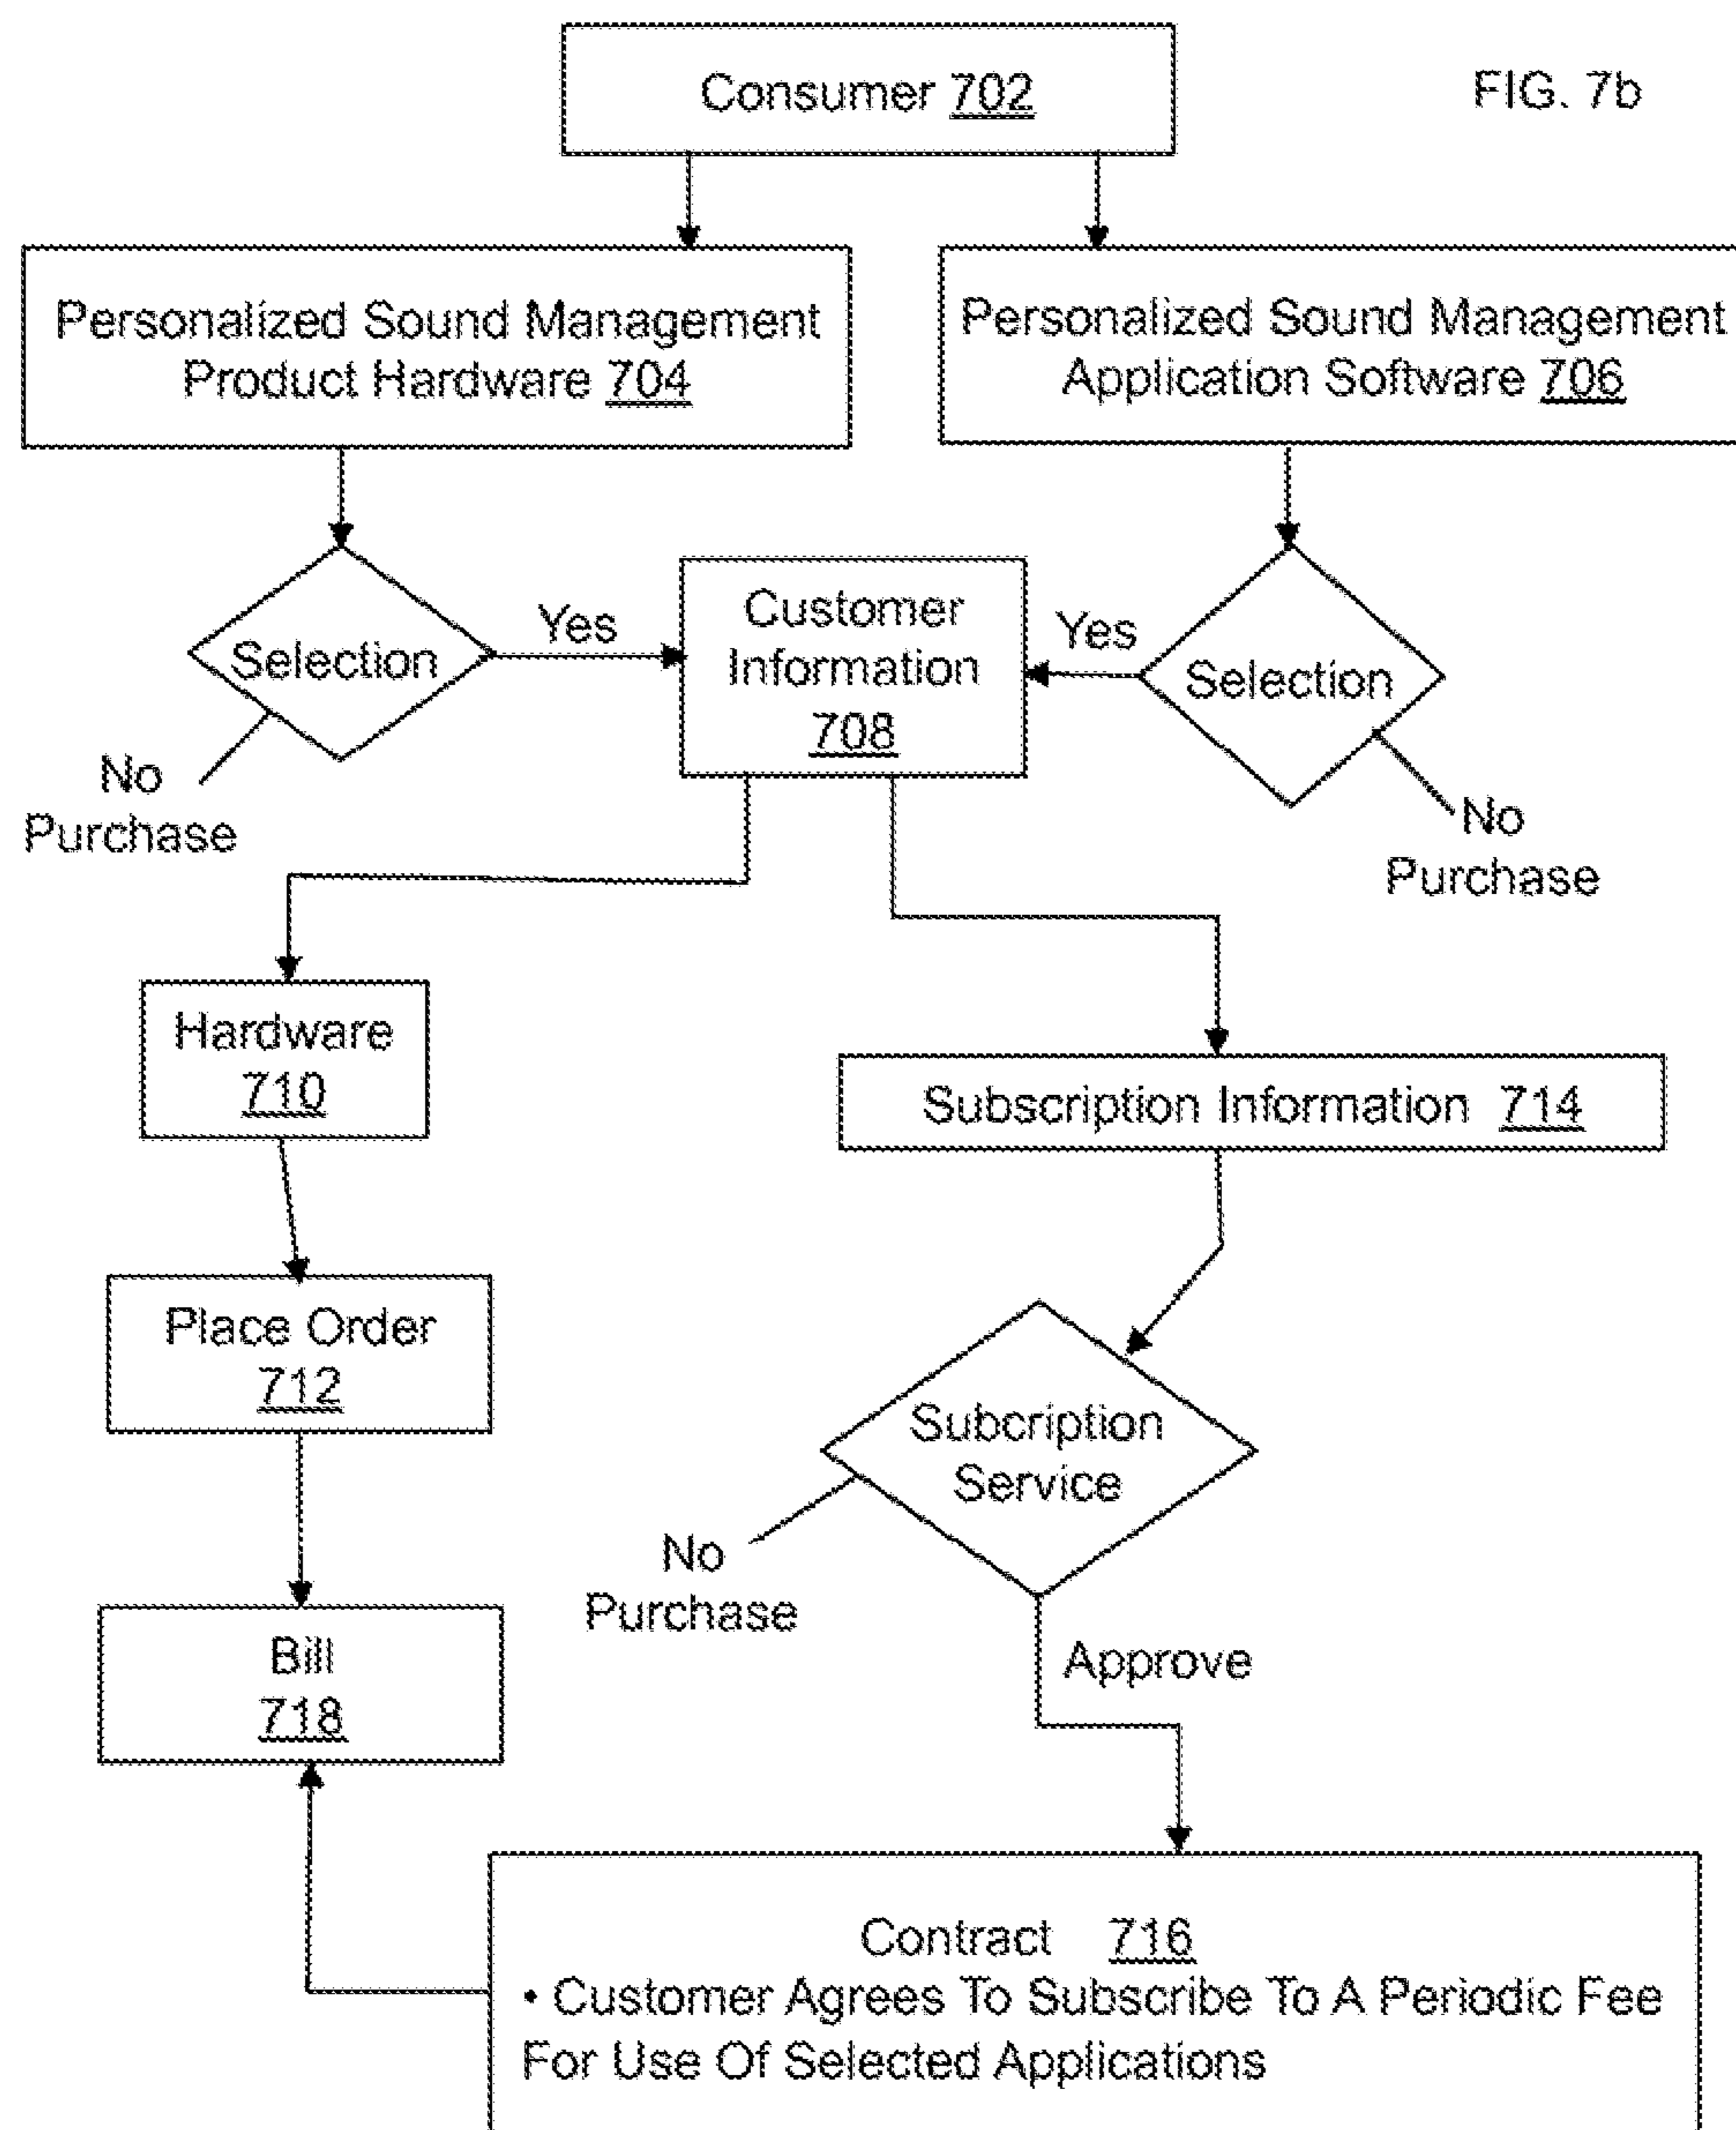 Consumer 702
FIG. 7b
Personalized Sound Management
Product Hardware 704
Personalized Sound Management
Application Software 706
Selection
Yes
Customer
Information
708
Yes
Selection
No
Purchase
No
Purchase
Hardware
710
Subscription Information 714
Place Order
712
Subcription
Service
No
Purchase
Bill
718
Approve
Contract 716
• Customer Agrees To Subscribe To A Periodic Fee
For Use Of Selected Applications